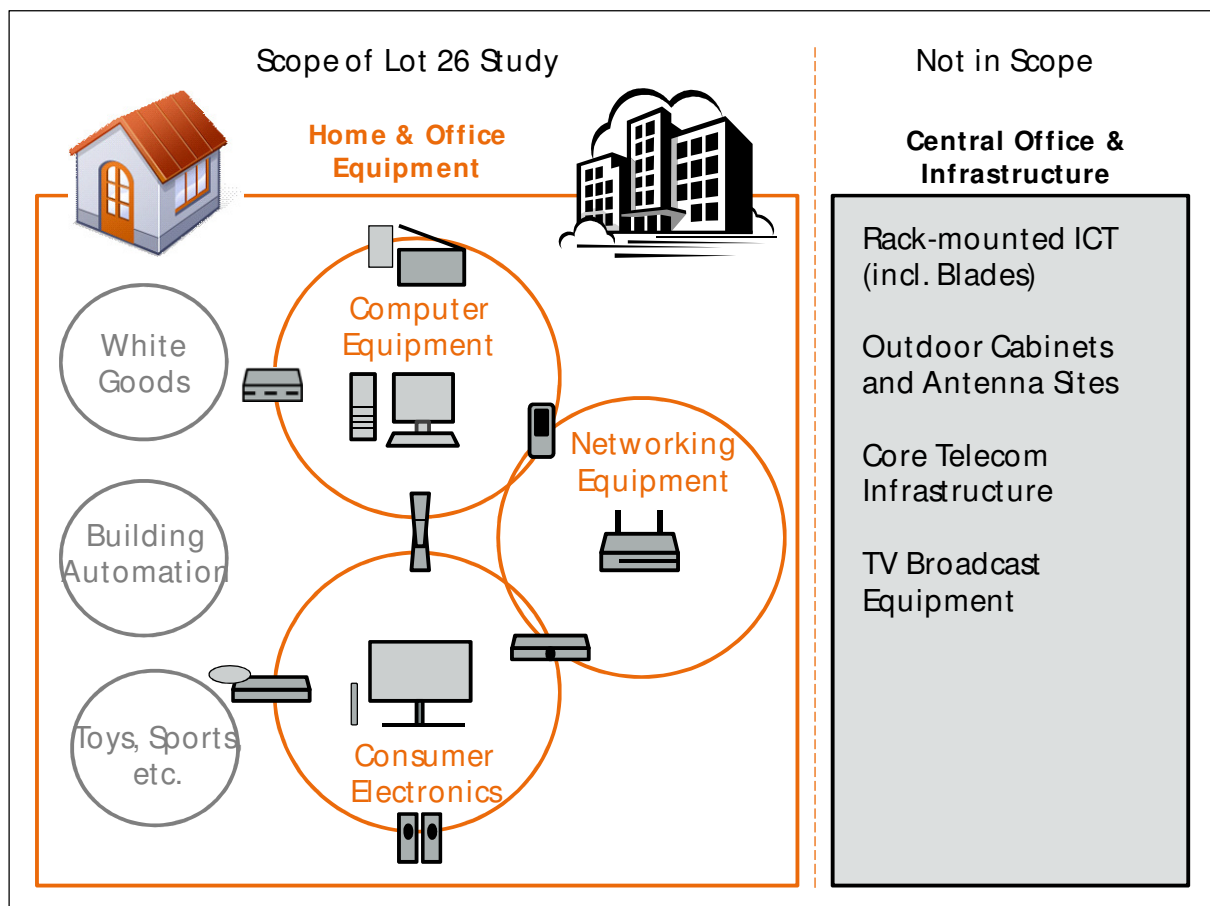 Scope of Lot 26 Study
Not in Scope
Home & Office
Equipment
Central Office &
Infrastructure
Computer
Equipment
White
Goods
Networking
Equipment
Building
Automation
Toys, Sports,
etc.
Consumer
Electronics
Rack-mounted ICT
(incl. Blades)
Outdoor Cabinets
and Antenna Sites
Core Telecom
Infrastructure
TV Broadcast
Equipment